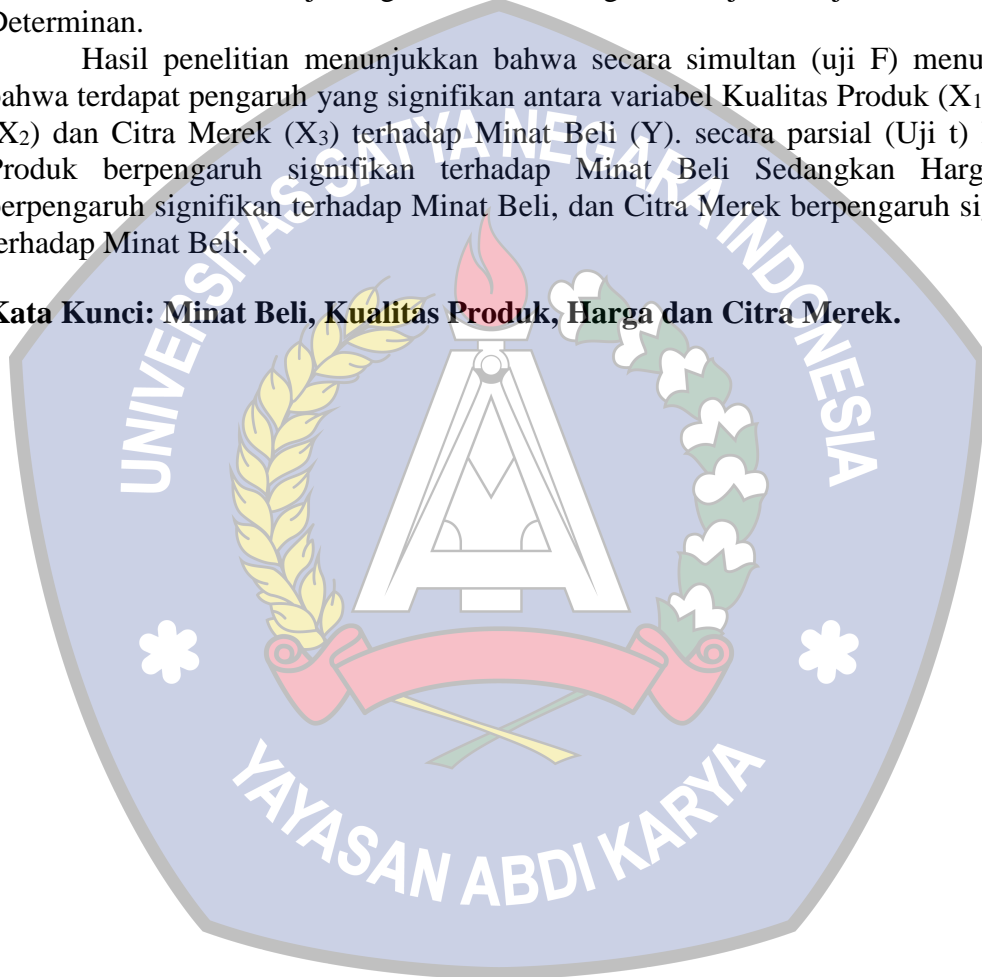 Determinan.
Hasil penelitian menunjukkan bahwa secara simultan (uji F) menu
bahwa terdapat pengaruh yang signifikan antara variabel Kualitas Produk (X1
(X2) dan Citra Merek (X3) terhadap Minat Beli (Y). secara parsial (Uji t)
Produk berpengaruh signifikan terhadap Minat Beli Sedangkan Harg
berpengaruh signifikan terhadap Minat Beli, dan Citra Merek berpengaruh si
terhadap Minat Beli.
Kata Kunci: Minat Beli, Kualitas Produk, Harga dan Citra Merek.
UNIVERSITAS SATYA NEGARA INDONESIA
YAYASAN ABDI KARYA